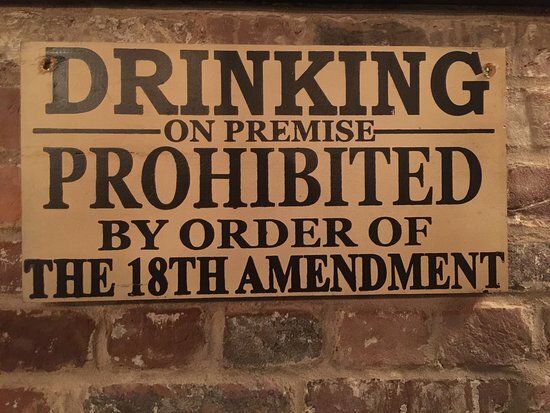 DRINKING
ON PREMISE
PROHIBITED
BY ORDER OF
THE 18TH AMENDMENT